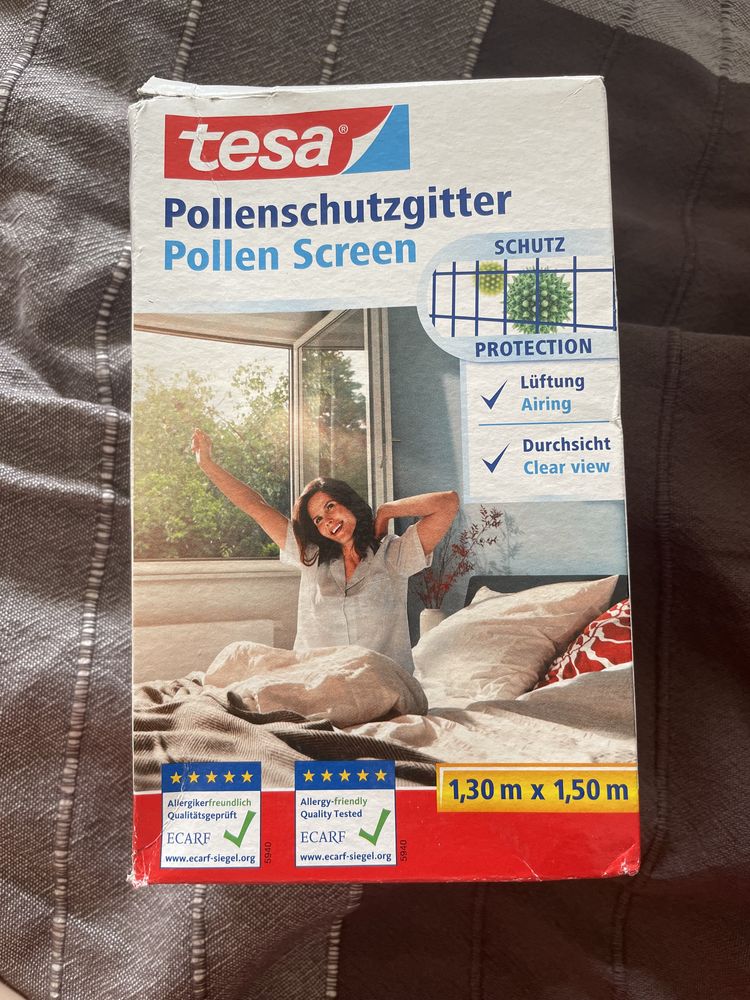 tesa®
Pollenschutzgitter
Pollen Screen
SCHUTZ
PROTECTION
Lüftung
Airing
Durchsicht
Clear view
1,30 m x 1,50 m
Allergikerfreundlich
Qualitätsgeprüft
ECARF
www.ecarf-siegel.org
5940
Allergy-friendly
Quality Tested
ECARF
www.ecarf-siegel.org
5940